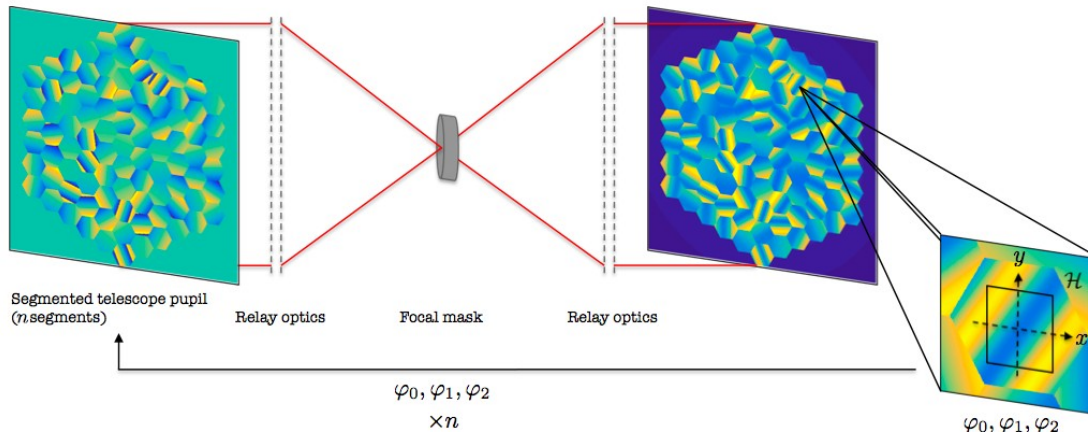 Segmented telescope pupil
(n segments)
Relay optics
Focal mask
Relay optics
y
ℋ
x
φ₀, φ₁, φ₂
×n
φ₀, φ₁, φ₂